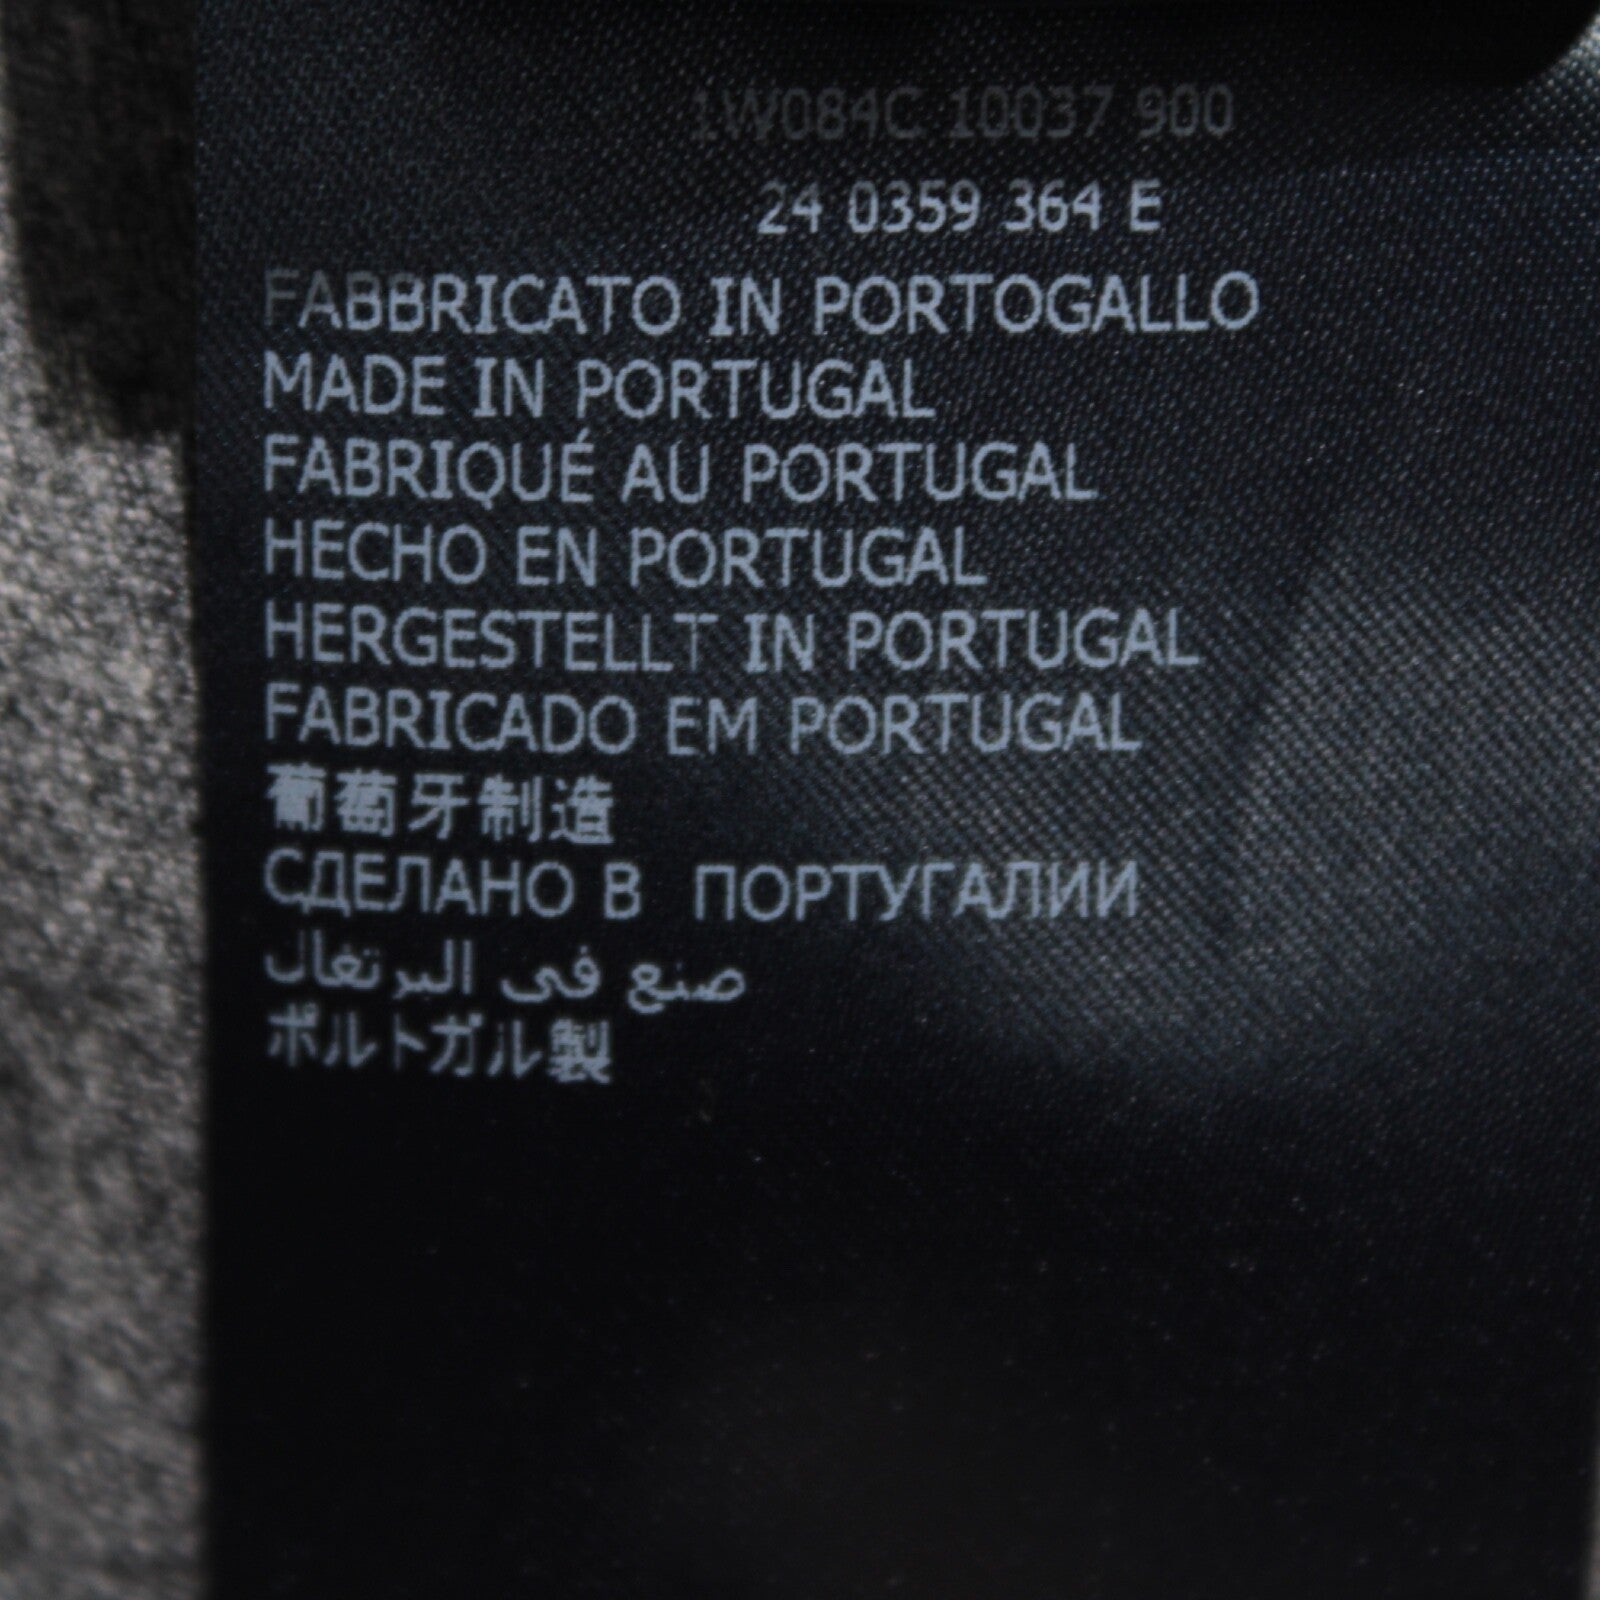 1W084C 10037 900
24 0359 364 E
FABBRICATO IN PORTOGALLO
MADE IN PORTUGAL
FABRIQUÉ AU PORTUGAL
HECHO EN PORTUGAL
HERGESTELLT IN PORTUGAL
FABRICADO EM PORTUGAL
葡萄牙制造
СДЕЛАНО В ПОРТУГАЛИИ
صنع فى البرتغال
ポルトガル製